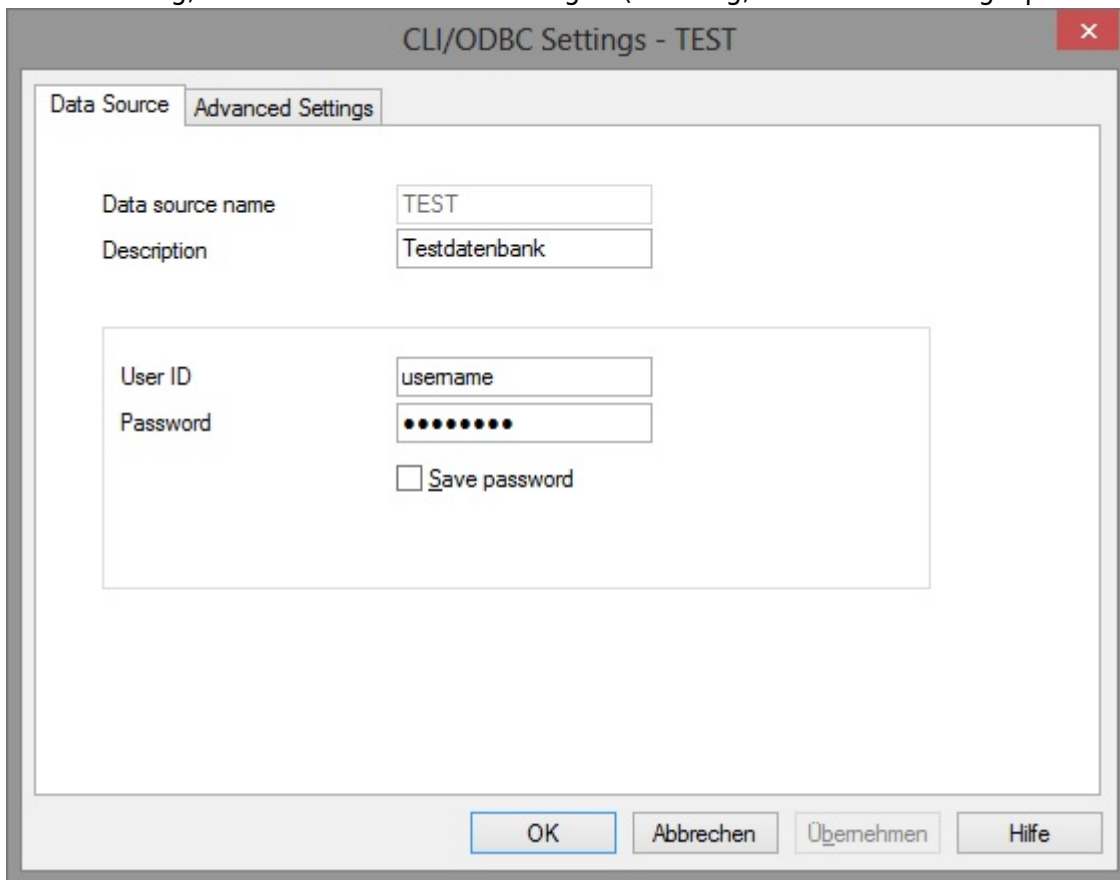 CLI/ODBC Settings - TEST
Data Source
Advanced Settings
Data source name
TEST
Description
Testdatenbank
User ID
username
Password
••••••••
Save password
OK
Abbrechen
Übernehmen
Hilfe